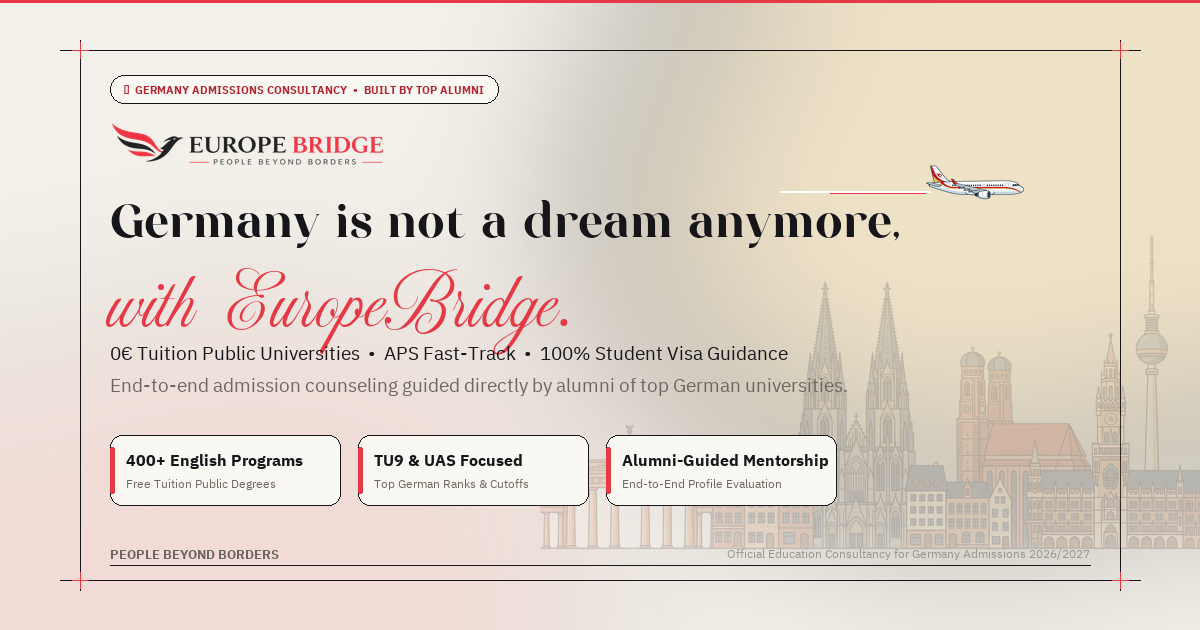 GERMANY ADMISSIONS CONSULTANCY • BUILT BY TOP ALUMNI
EUROPE BRIDGE
PEOPLE BEYOND BORDERS
Germany is not a dream anymore,
with EuropeBridge.
0€ Tuition Public Universities • APS Fast-Track • 100% Student Visa Guidance
End-to-end admission counseling guided directly by alumni of top German universities.
400+ English Programs
Free Tuition Public Degrees
TU9 & UAS Focused
Top German Ranks & Cutoffs
Alumni-Guided Mentorship
End-to-End Profile Evaluation
PEOPLE BEYOND BORDERS
Official Education Consultancy for Germany Admissions 2026/2027